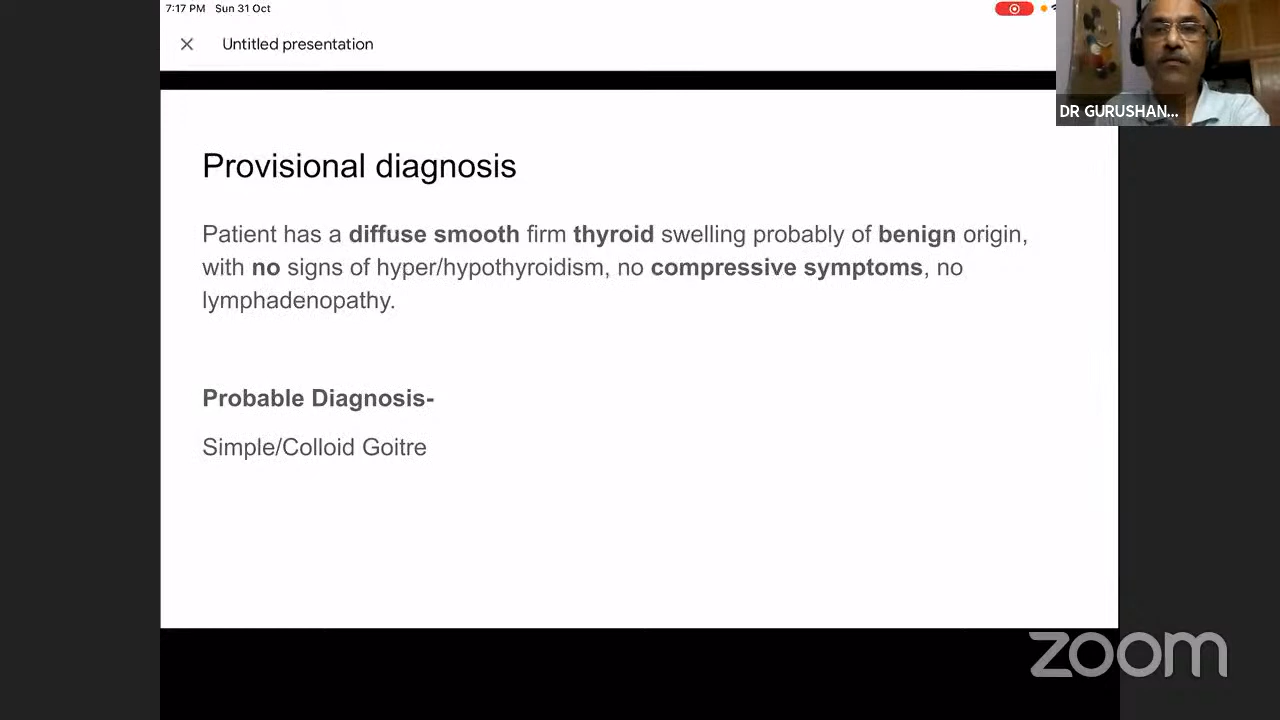 7:17 PM Sun 31 Oct
Untitled presentation
DR GURUSHAN...
Provisional diagnosis
Patient has a diffuse smooth firm thyroid swelling probably of benign origin,
with no signs of hyper/hypothyroidism, no compressive symptoms, no
lymphadenopathy.
Probable Diagnosis-
Simple/Colloid Goitre
zoom